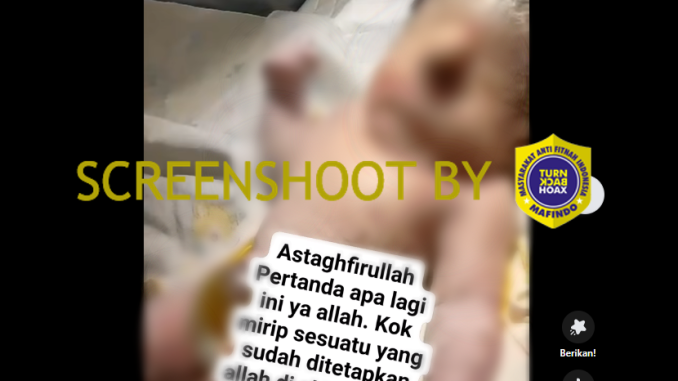 SCREENSHOOT BY
MASYARAKAT ANTI FITNAH INDONESIA
TURN
BACK
HOAX
MAFINDO
Astaghfirullah
Pertanda apa lagi
ini ya allah. Kok
mirip sesuatu yang
sudah ditetapkan
allah
Berikan!